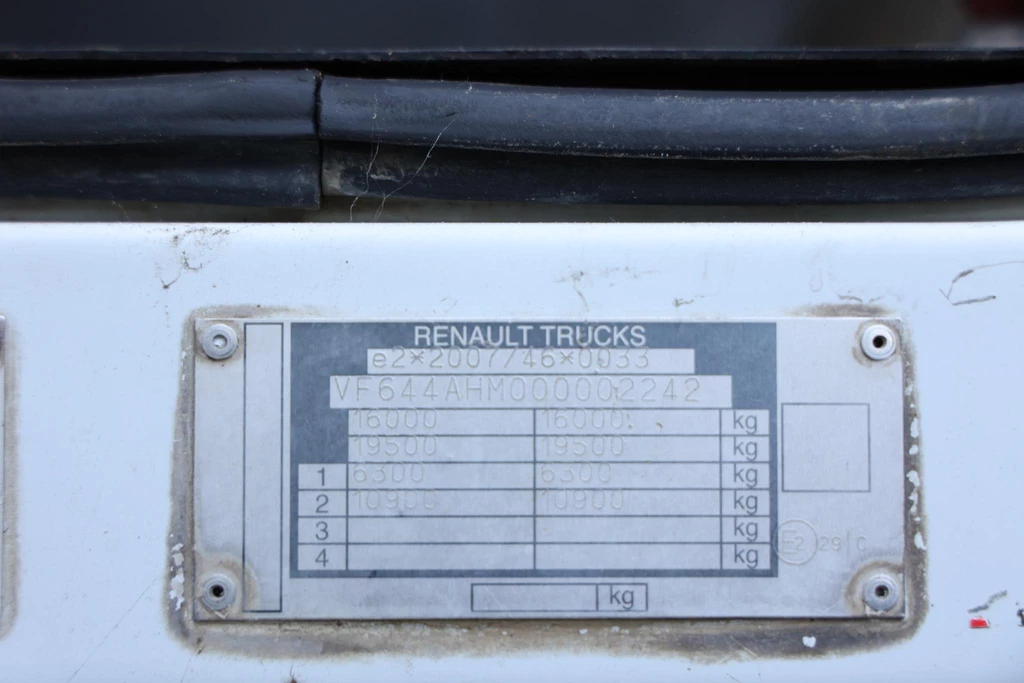 RENAULT TRUCKS
e2*2007/46*0033
VF644AHM000002242
16000 16000 kg
19500 19500 kg
1 6300 6300 kg
2 10900 10900 kg
3 kg
4 kg
E2 29 | C
kg